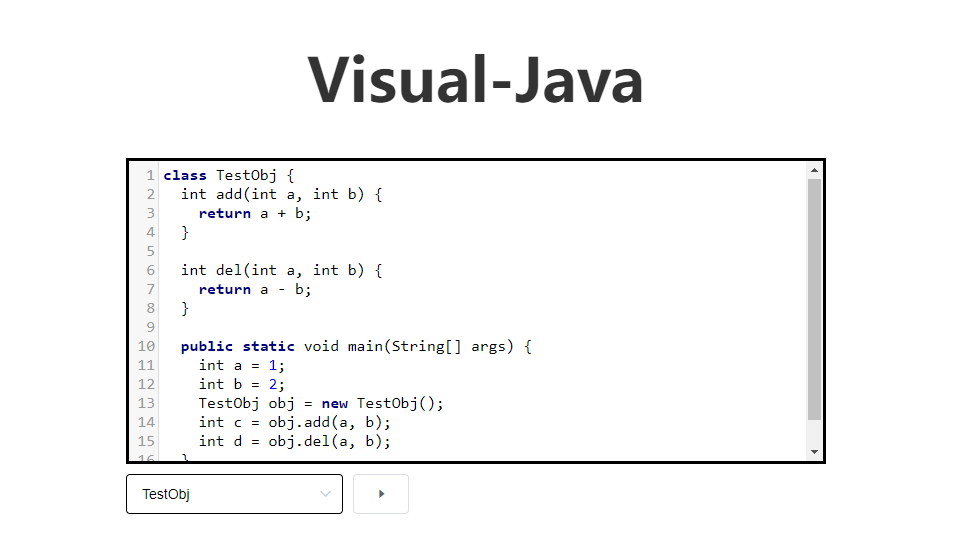 Visual-Java
1 class TestObj {
2   int add(int a, int b) {
3     return a + b;
4   }
5
6   int del(int a, int b) {
7     return a - b;
8   }
9
10   public static void main(String[] args) {
11     int a = 1;
12     int b = 2;
13     TestObj obj = new TestObj();
14     int c = obj.add(a, b);
15     int d = obj.del(a, b);
16   }
TestObj